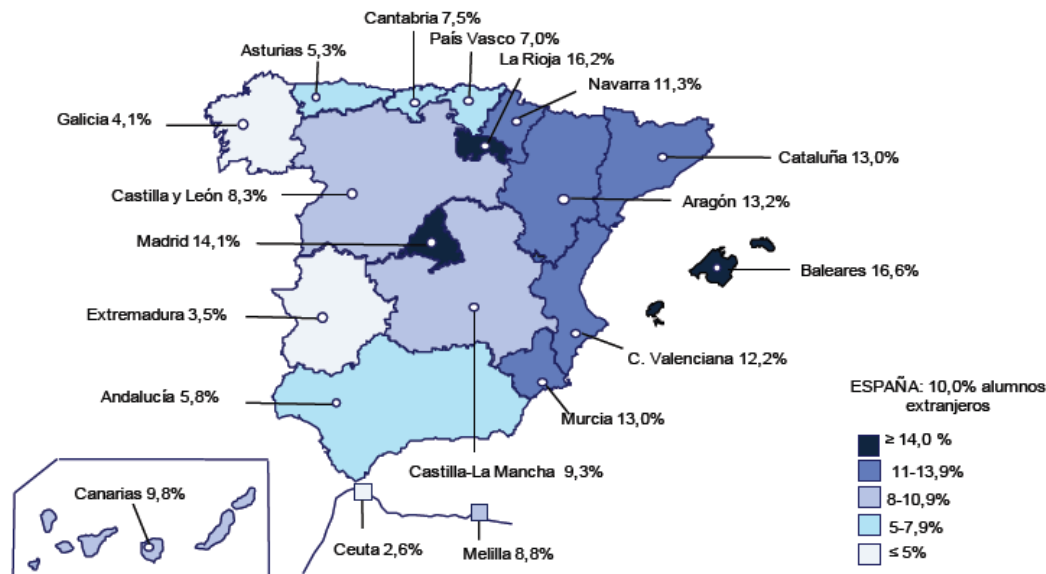 Cantabria 7,5%
País Vasco 7,0%
Asturias 5,3%
La Rioja 16,2%
Navarra 11,3%
Galicia 4,1%
Cataluña 13,0%
Castilla y León 8,3%
Aragón 13,2%
Madrid 14,1%
Baleares 16,6%
Extremadura 3,5%
C. Valenciana 12,2%
Andalucía 5,8%
Murcia 13,0%
Castilla-La Mancha 9,3%
Canarias 9,8%
Ceuta 2,6%
Melilla 8,8%
ESPAÑA: 10,0% alumnos
extranjeros
≥ 14,0 %
11-13,9%
8-10,9%
5-7,9%
≤ 5%